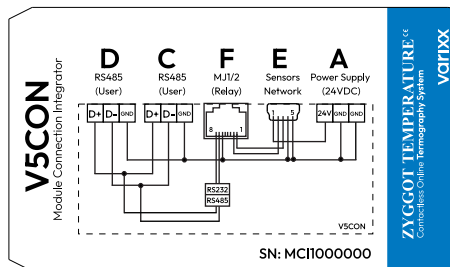 V5CON
Module Connection Integrator
D C F E A
RS485 (User)
RS485 (User)
MJ1/2 (Relay)
Sensors Network
Power Supply (24VDC)
D+ D- GND
D+ D- GND
8 1
1 5
24V GND GND
RS232
RS485
V5CON
SN: MCI1000000
ZYGGOT TEMPERATURE CE
Contactless Online Termography System
varixx